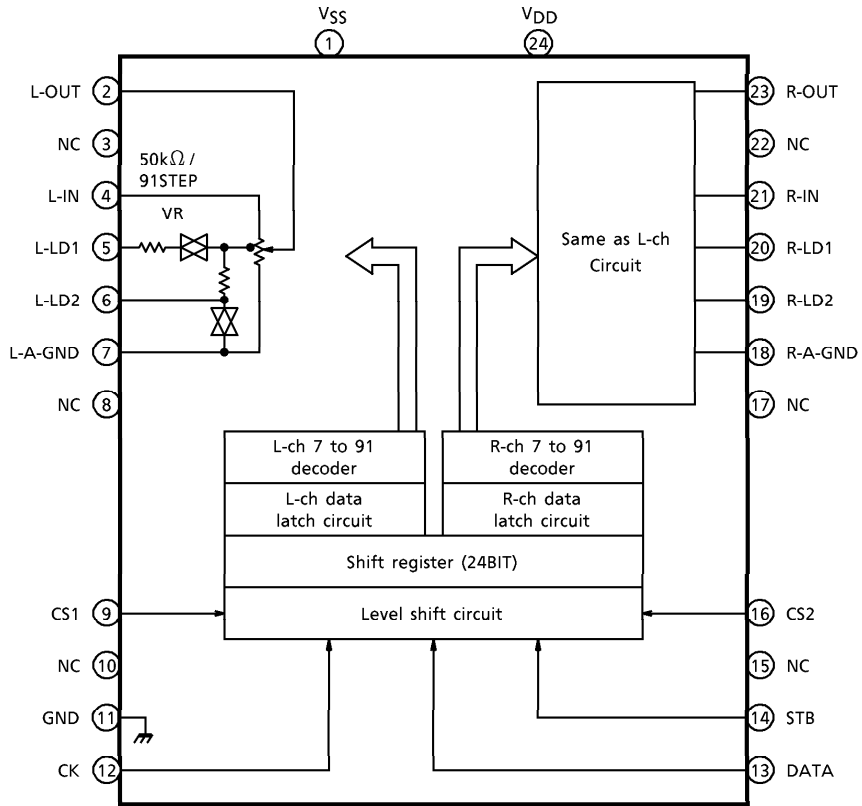 VSS
1
VDD
24
L-OUT 2
23 R-OUT
NC 3
22 NC
50kΩ /
91STEP
L-IN 4
21 R-IN
VR
L-LD1 5
20 R-LD1
Same as L-ch
Circuit
L-LD2 6
19 R-LD2
L-A-GND 7
18 R-A-GND
NC 8
17 NC
L-ch 7 to 91
decoder
R-ch 7 to 91
decoder
L-ch data
latch circuit
R-ch data
latch circuit
Shift register (24BIT)
CS1 9
Level shift circuit
16 CS2
NC 10
15 NC
GND 11
14 STB
CK 12
13 DATA